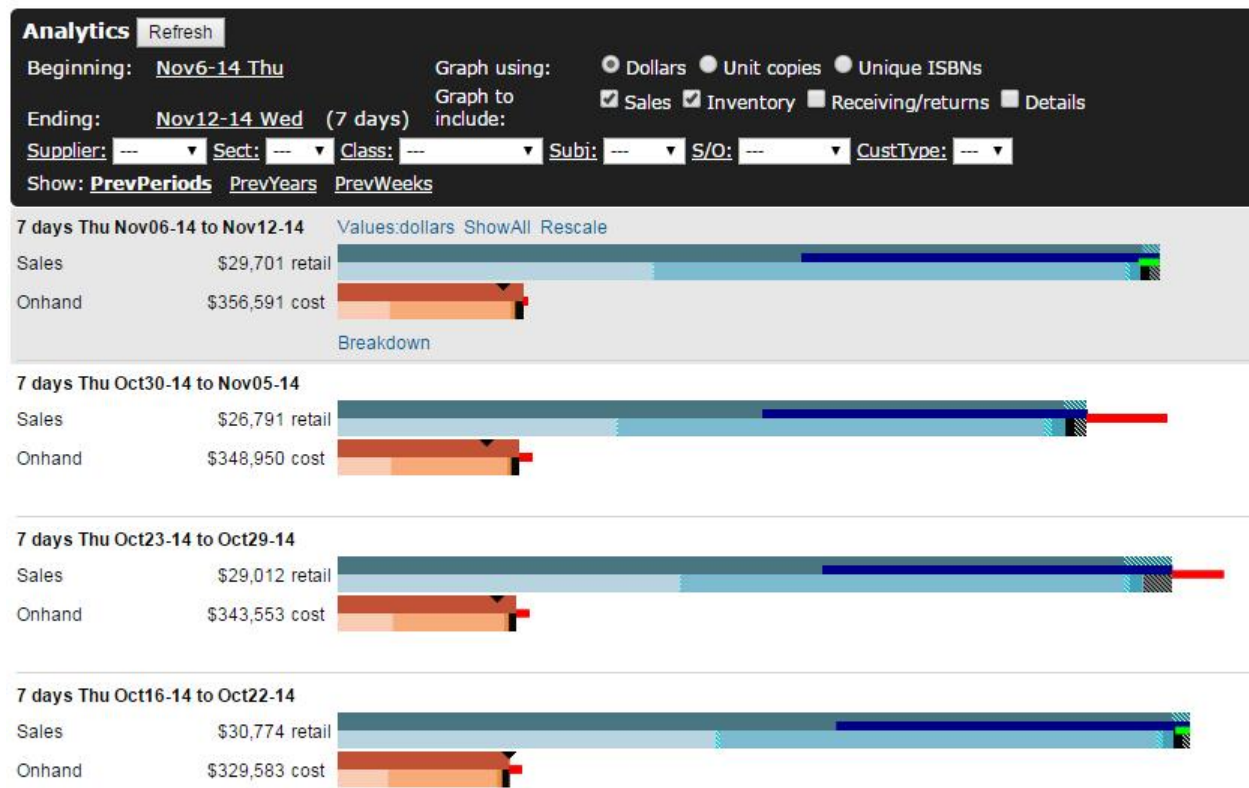 Analytics Refresh
Beginning: Nov6-14 Thu Graph using: Dollars Unit copies Unique ISBNs
Graph to include: Sales Inventory Receiving/returns Details
Ending: Nov12-14 Wed (7 days)
Supplier: --- Sect: --- Class: --- Subj: --- S/O: --- CustType: ---
Show: PrevPeriods PrevYears PrevWeeks
7 days Thu Nov06-14 to Nov12-14 Values:dollars ShowAll Rescale
Sales $29,701 retail
Onhand $356,591 cost
Breakdown
7 days Thu Oct30-14 to Nov05-14
Sales $26,791 retail
Onhand $348,950 cost
7 days Thu Oct23-14 to Oct29-14
Sales $29,012 retail
Onhand $343,553 cost
7 days Thu Oct16-14 to Oct22-14
Sales $30,774 retail
Onhand $329,583 cost